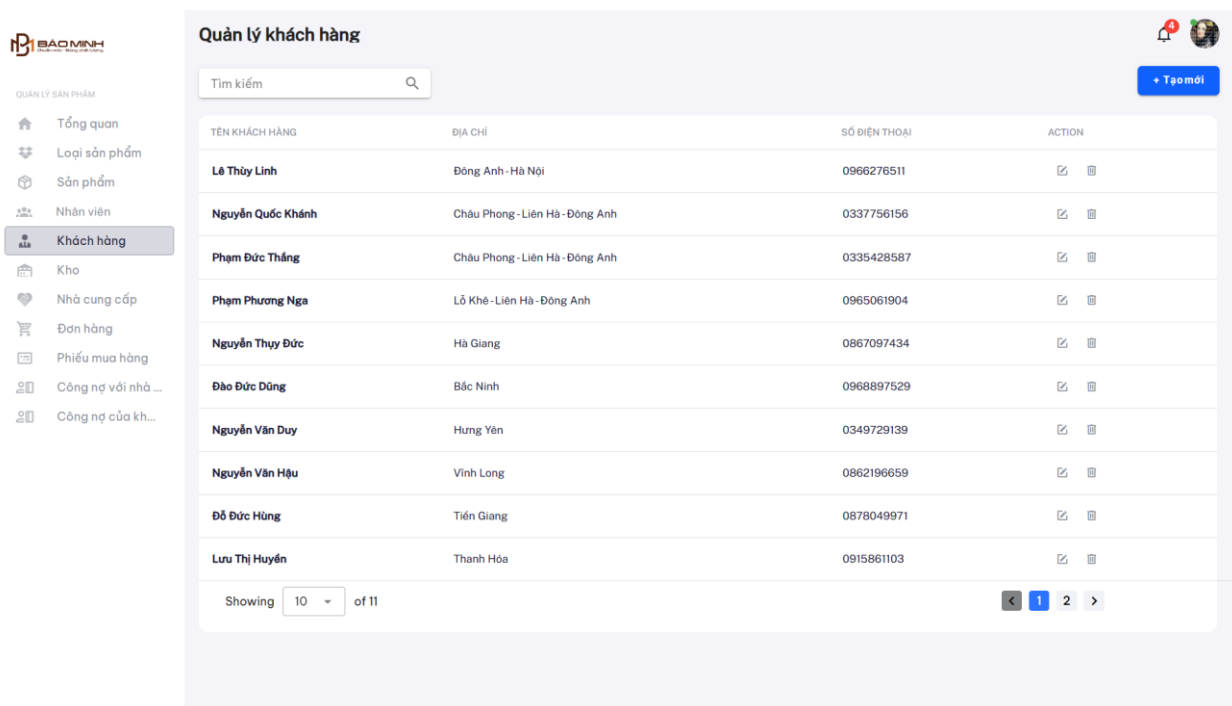 BẢO MINH
Quản lý khách hàng
4
Tìm kiếm
+ Tạo mới
QUẢN LÝ SẢN PHẨM
Tổng quan
Loại sản phẩm
Sản phẩm
Nhân viên
Khách hàng
Kho
Nhà cung cấp
Đơn hàng
Phiếu mua hàng
Công nợ với nhà ...
Công nợ của kh...
TÊN KHÁCH HÀNG ĐỊA CHỈ SỐ ĐIỆN THOẠI ACTION
Lê Thùy Linh Đông Anh - Hà Nội 0966276511
Nguyễn Quốc Khánh Châu Phong - Liên Hà - Đông Anh 0337756156
Phạm Đức Thắng Châu Phong - Liên Hà - Đông Anh 0335428587
Phạm Phương Nga Lỗ Khê - Liên Hà - Đông Anh 0965061904
Nguyễn Thụy Đức Hà Giang 0867097434
Đào Đức Dũng Bắc Ninh 0968897529
Nguyễn Văn Duy Hưng Yên 0349729139
Nguyễn Văn Hậu Vĩnh Long 0862196659
Đỗ Đức Hùng Tiền Giang 0878049971
Lưu Thị Huyền Thanh Hóa 0915861103
Showing 10 of 11
1 2